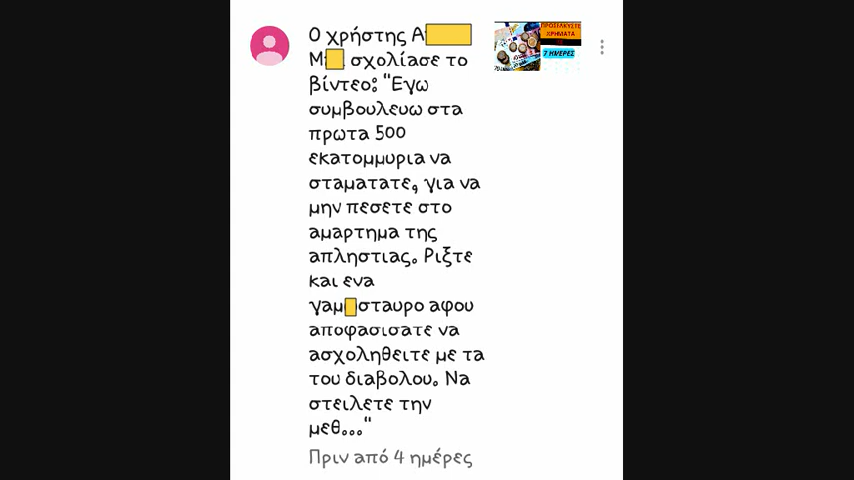 Ο χρήστης Α
Μ σχολίασε το
βίντεο: "Εγω
συμβουλευω στα
πρωτα 500
εκατομμυρια να
σταματατε, για να
μην πεσετε στο
αμαρτημα της
απληστιας. Ριξτε
και ενα
γαμ σταυρο αφου
αποφασισατε να
ασχοληθειτε με τα
του διαβολου. Να
στειλετε την
μεθ..."
Πριν από 4 ημέρες
ΠΡΟΣΕΛΚΥΣΤΕ
ΧΡΗΜΑΤΑ
7 ΗΜΕΡΕΣ